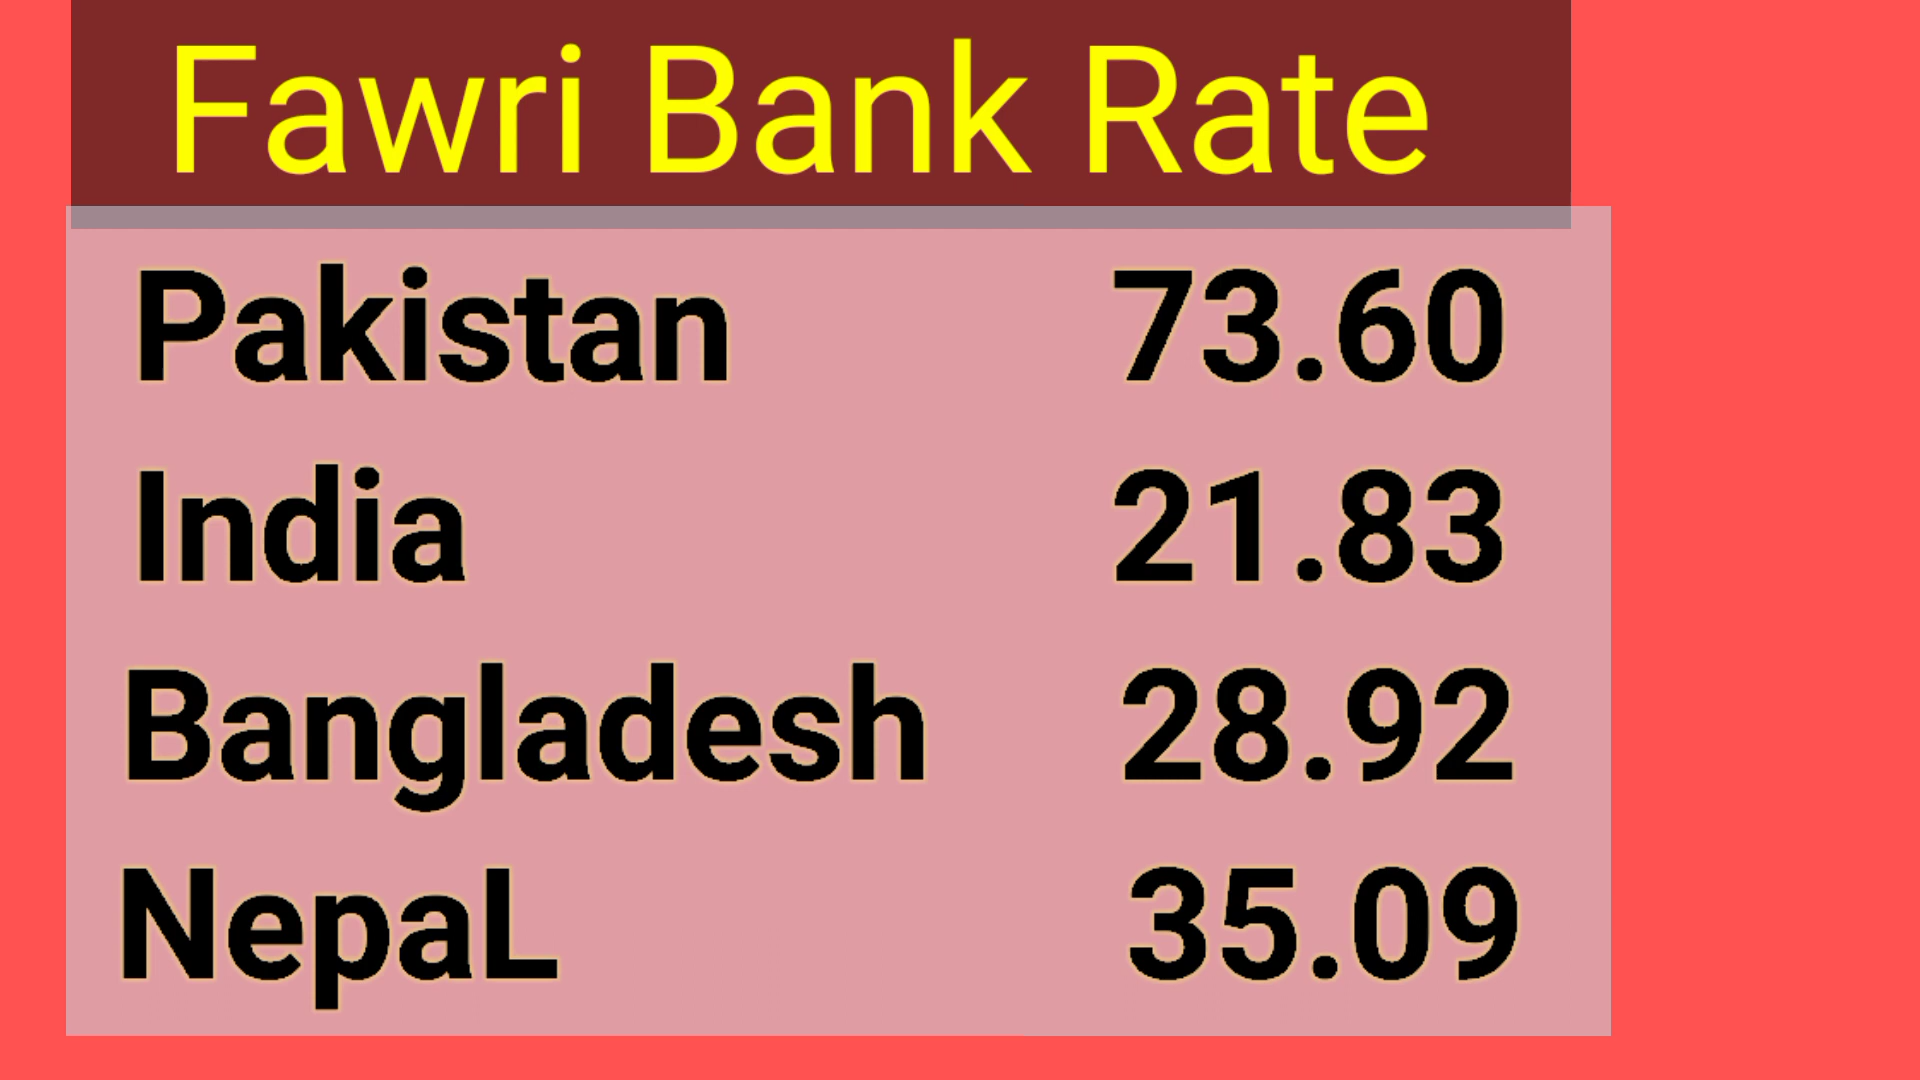 Fawri Bank Rate
Pakistan 73.60
India 21.83
Bangladesh 28.92
NepaL 35.09